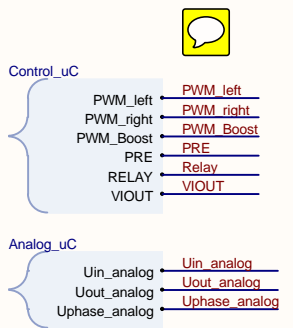 Control_uC
PWM_left PWM_left
PWM_right PWM_right
PWM_Boost PWM_Boost
PRE PRE
RELAY Relay
VIOUT VIOUT
Analog_uC
Uin_analog Uin_analog
Uout_analog Uout_analog
Uphase_analog Uphase_analog